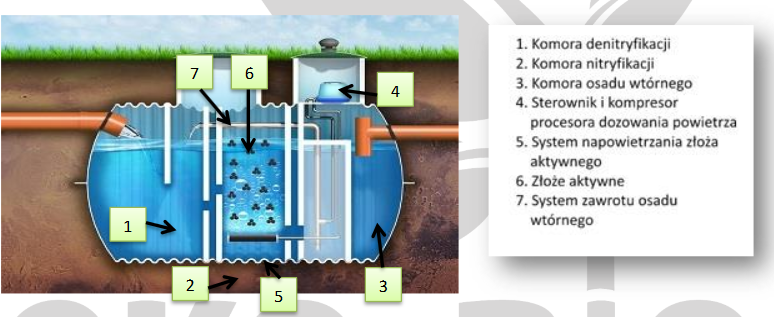 7
6
4
1
2
5
3
1. Komora denitryfikacji
2. Komora nitryfikacji
3. Komora osadu wtórnego
4. Sterownik i kompresor
procesora dozowania powietrza
5. System napowietrzania złoża
aktywnego
6. Złoże aktywne
7. System zawrotu osadu
wtórnego